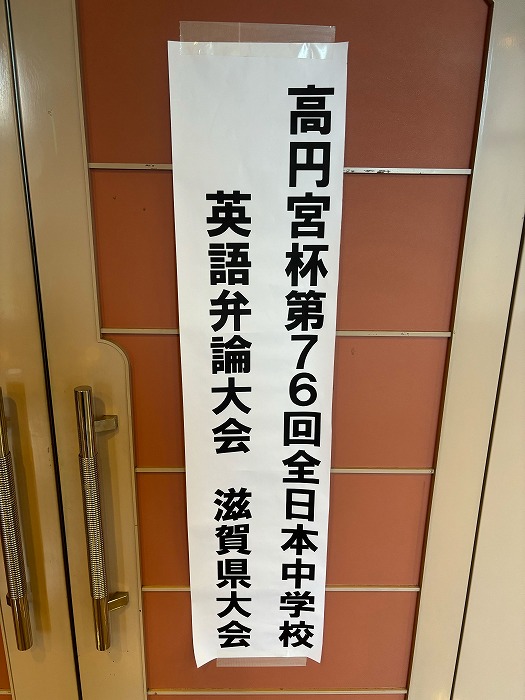 高円宮杯第76回全日本中学校
英語弁論大会　滋賀県大会